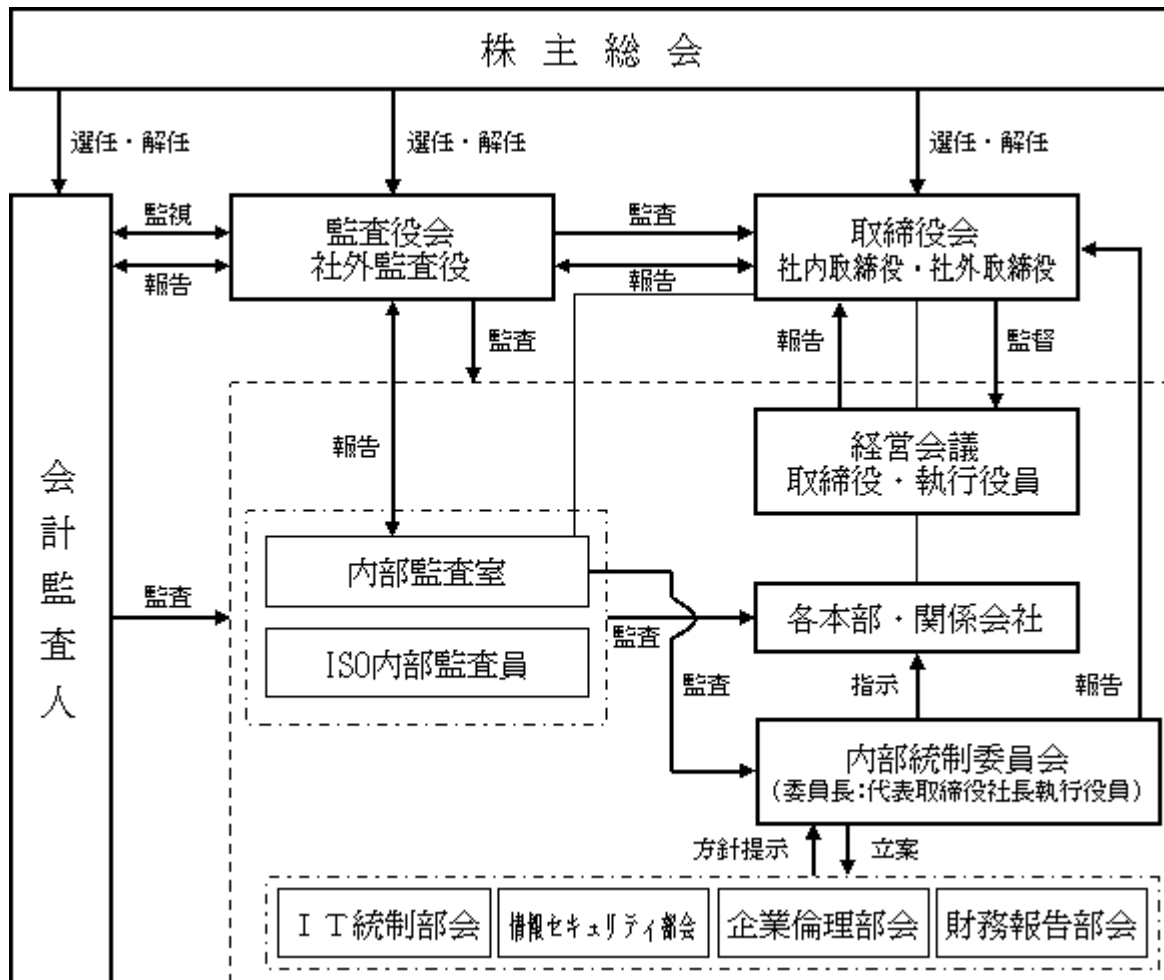 株主総会
選任・解任
選任・解任
選任・解任
監視
監査役会
社外監査役
監査
取締役会
社内取締役・社外取締役
報告
報告
監査
報告
監督
報告
経営会議
取締役・執行役員
会計監査人
内部監査室
監査
各本部・関係会社
監査
ISO内部監査員
監査
指示
報告
内部統制委員会
(委員長:代表取締役社長執行役員)
方針提示
立案
IT統制部会
情報セキュリティ部会
企業倫理部会
財務報告部会